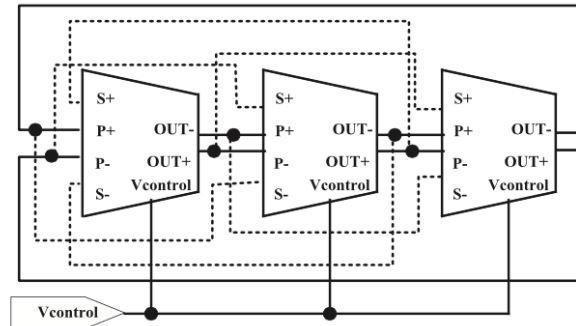 S+
P+
OUT-
P-
OUT+
Vcontrol
S-
S+
P+
OUT-
P-
OUT+
Vcontrol
S-
S+
P+
OUT-
P-
OUT+
Vcontrol
S-
Vcontrol